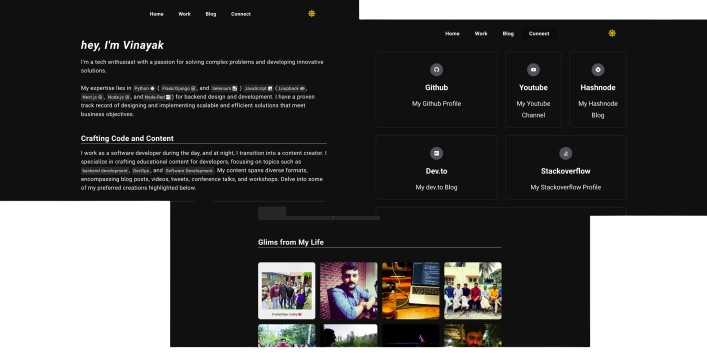 Home Work Blog Connect
hey, I'm Vinayak
I'm a tech enthusiast with a passion for solving complex problems and developing innovative
solutions.
My expertise lies in Python ( Flask/Django , and Selenium ) JavaScript ( Loopback ,
Nest.js , Node.js , and Node-Red ) for backend design and development. I have a proven
track record of designing and implementing scalable and efficient solutions that meet
business objectives.
Crafting Code and Content
I work as a software developer during the day, and at night, I transition into a content creator. I
specialize in crafting educational content for developers, focusing on topics such as
backend development , DevOps , and Software Development . My content spans diverse formats,
encompassing blog posts, videos, tweets, conference talks, and workshops. Delve into some
of my preferred creations highlighted below.
Home Work Blog Connect
Github
My Github Profile
Youtube
My Youtube
Channel
Hashnode
My Hashnode
Blog
Dev.to
My dev.to Blog
Stackoverflow
My Stackoverflow Profile
Glims from My Life